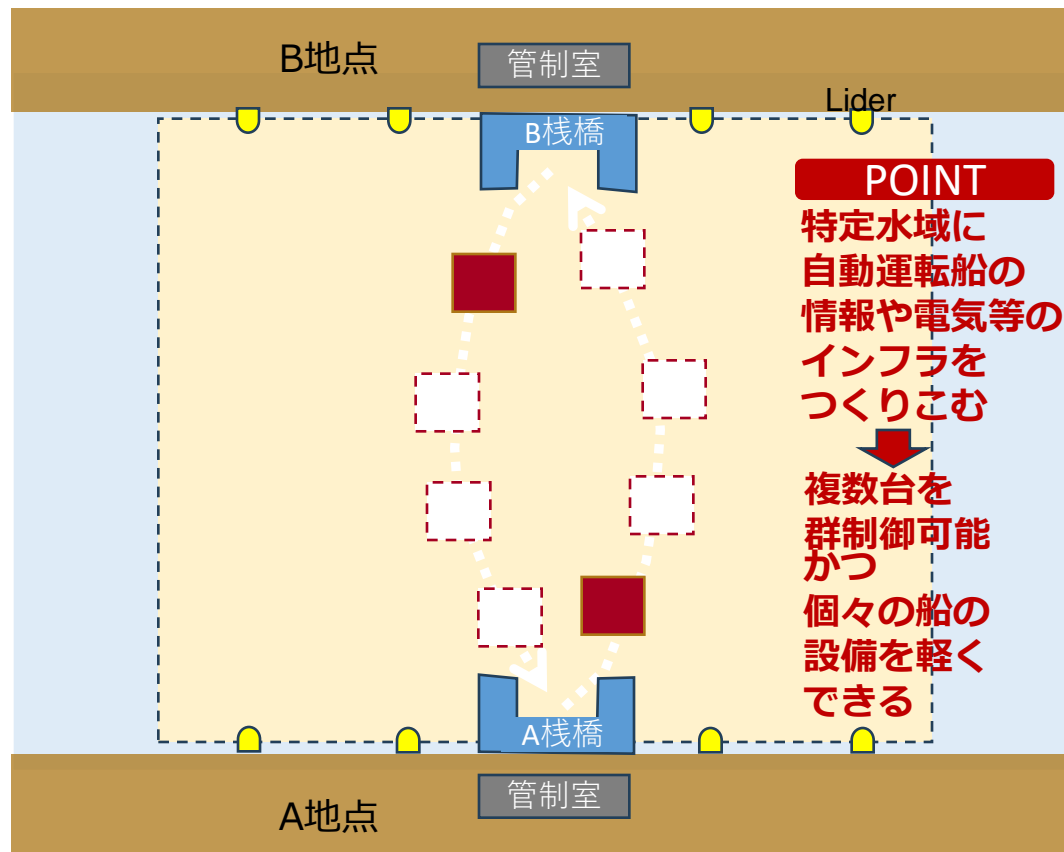 B地点
管制室
Lider
B桟橋
POINT
特定水域に
自動運転船の
情報や電気等の
インフラを
つくりこむ
複数台を
群制御可能
かつ
個々の船の
設備を軽く
できる
A桟橋
管制室
A地点